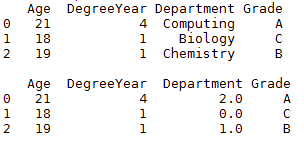 Age DegreeYear Department Grade
0 21 4 Computing A
1 18 1 Biology C
2 19 1 Chemistry B
Age DegreeYear Department Grade
0 21 4 2.0 A
1 18 1 0.0 C
2 19 1 1.0 B